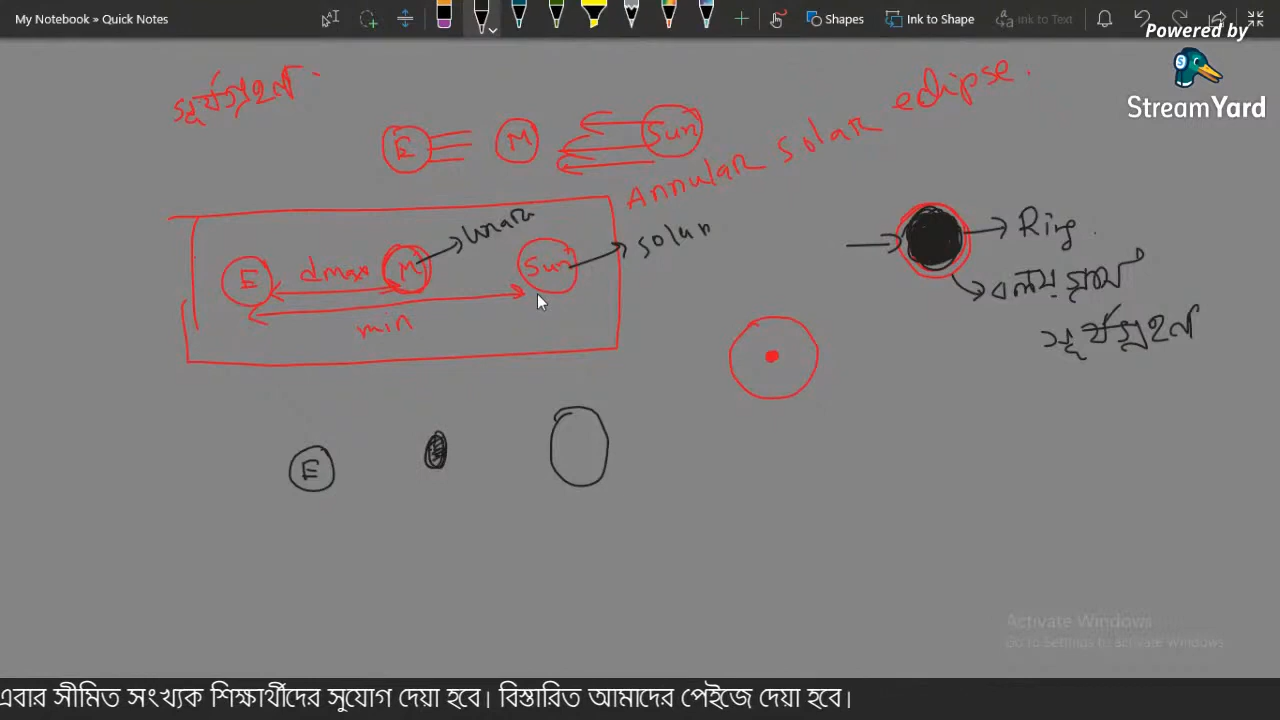 My Notebook » Quick Notes
Shapes
Ink to Shape
Ink to Text
Powered by
StreamYard
সূর্যগ্রহণ
E M Sun
Annular solar eclipse.
E dmax M Sun
min
solar
Ring
বলয় গ্রাস
সূর্যগ্রহণ
E
Activate Windows
Go to Settings to activate Windows.
এবার সীমিত সংখ্যক শিক্ষার্থীদের সুযোগ দেয়া হবে। বিস্তারিত আমাদের পেইজে দেয়া হবে।